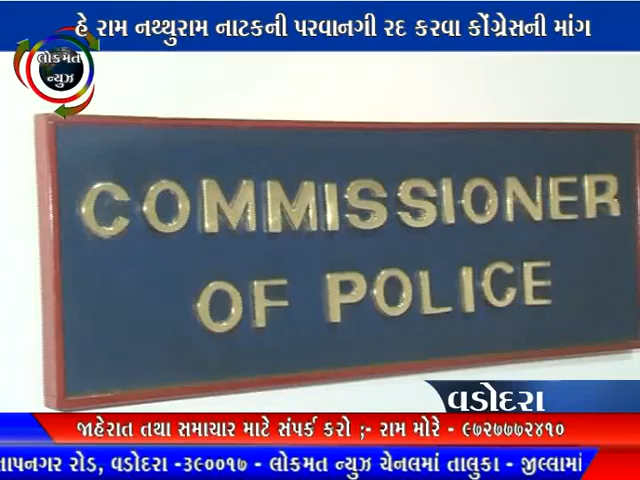 હે રામ નથ્થુરામ નાટકની પરવાનગી રદ કરવા કોંગ્રેસની માંગ
લોકમત
ન્યુઝ
COMMISSIONER
OF POLICE
વડોદરા
જાહેરાત તથા સમાચાર માટે સંપર્ક કરો ;- રામ મોરે - ૯૭૨૭૭૭૨૪૧૦
તાપનગર રોડ, વડોદરા -૩૯૦૦૧૭ - લોકમત ન્યુઝ ચેનલમાં તાલુકા - જીલ્લામાં